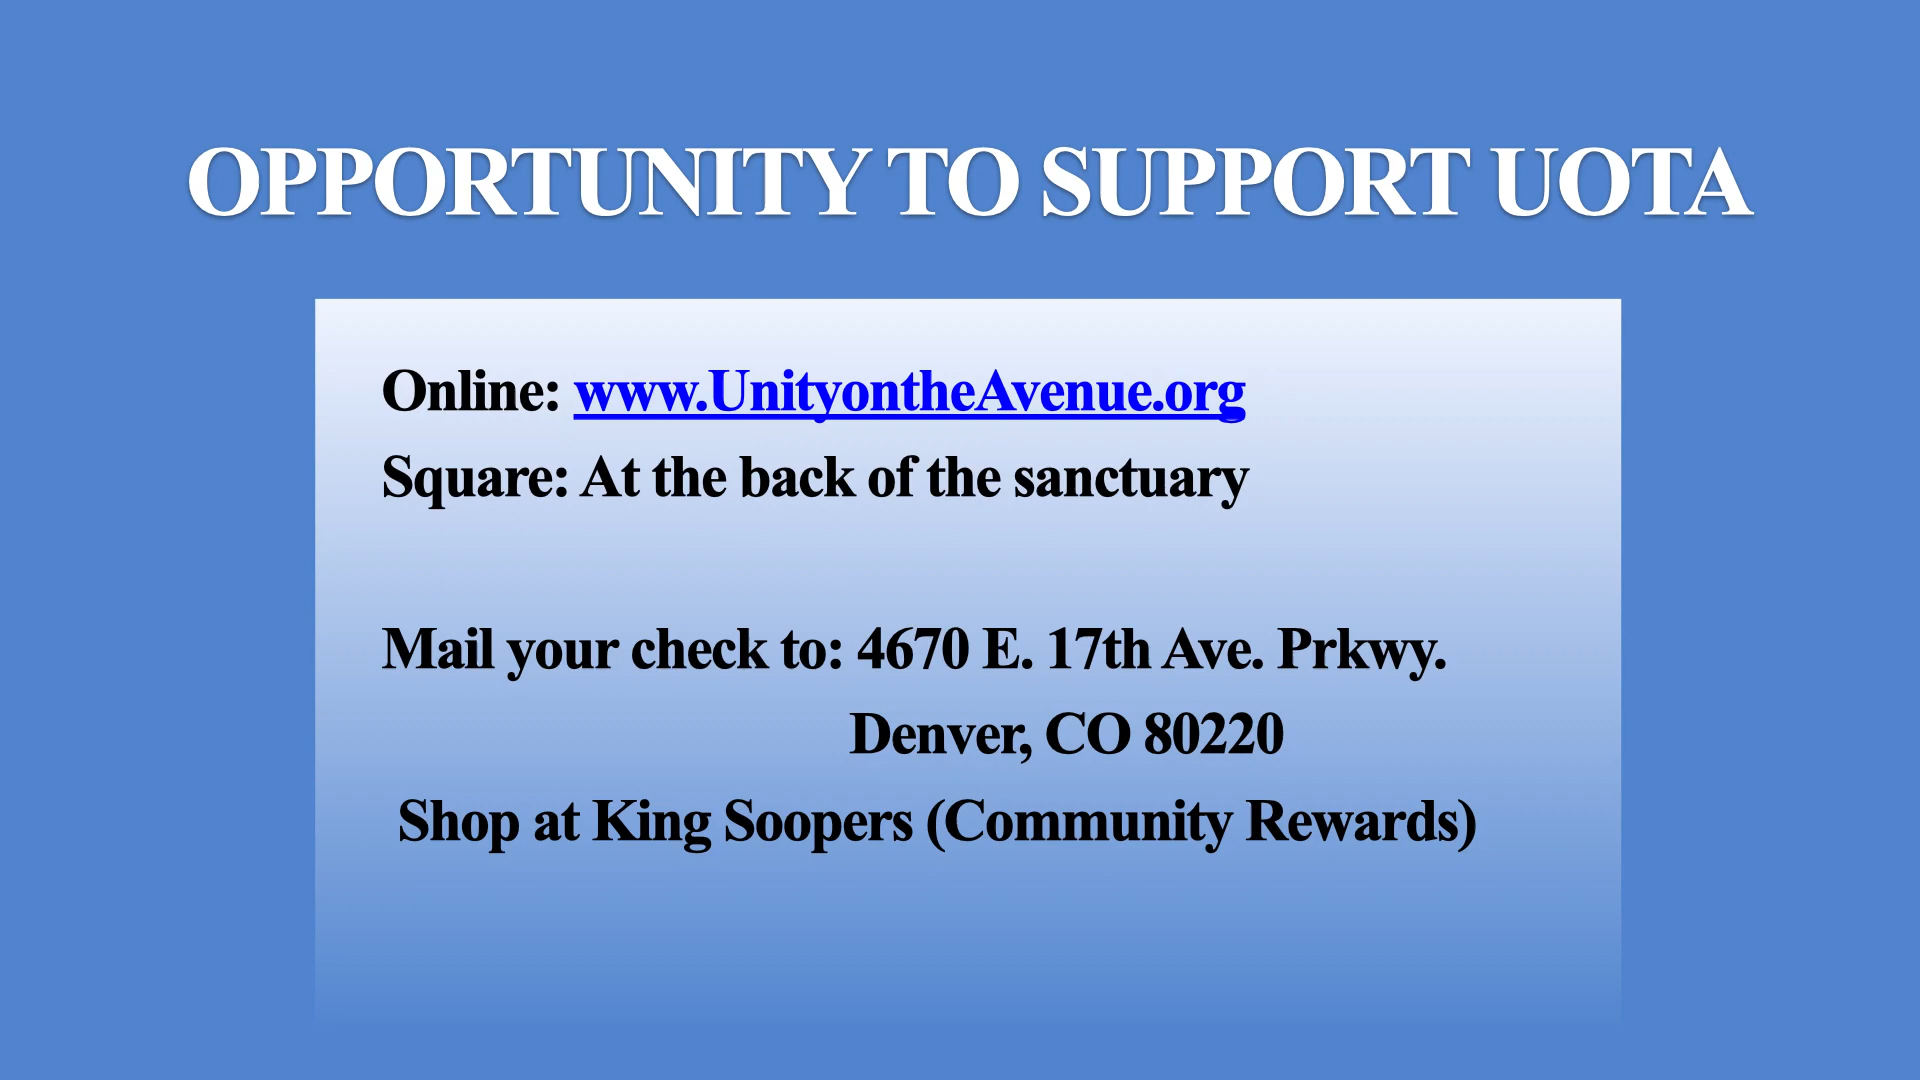 OPPORTUNITY TO SUPPORT UOTA
Online: www.UnityontheAvenue.org
Square: At the back of the sanctuary
Mail your check to: 4670 E. 17th Ave. Prkwy.
Denver, CO 80220
Shop at King Soopers (Community Rewards)